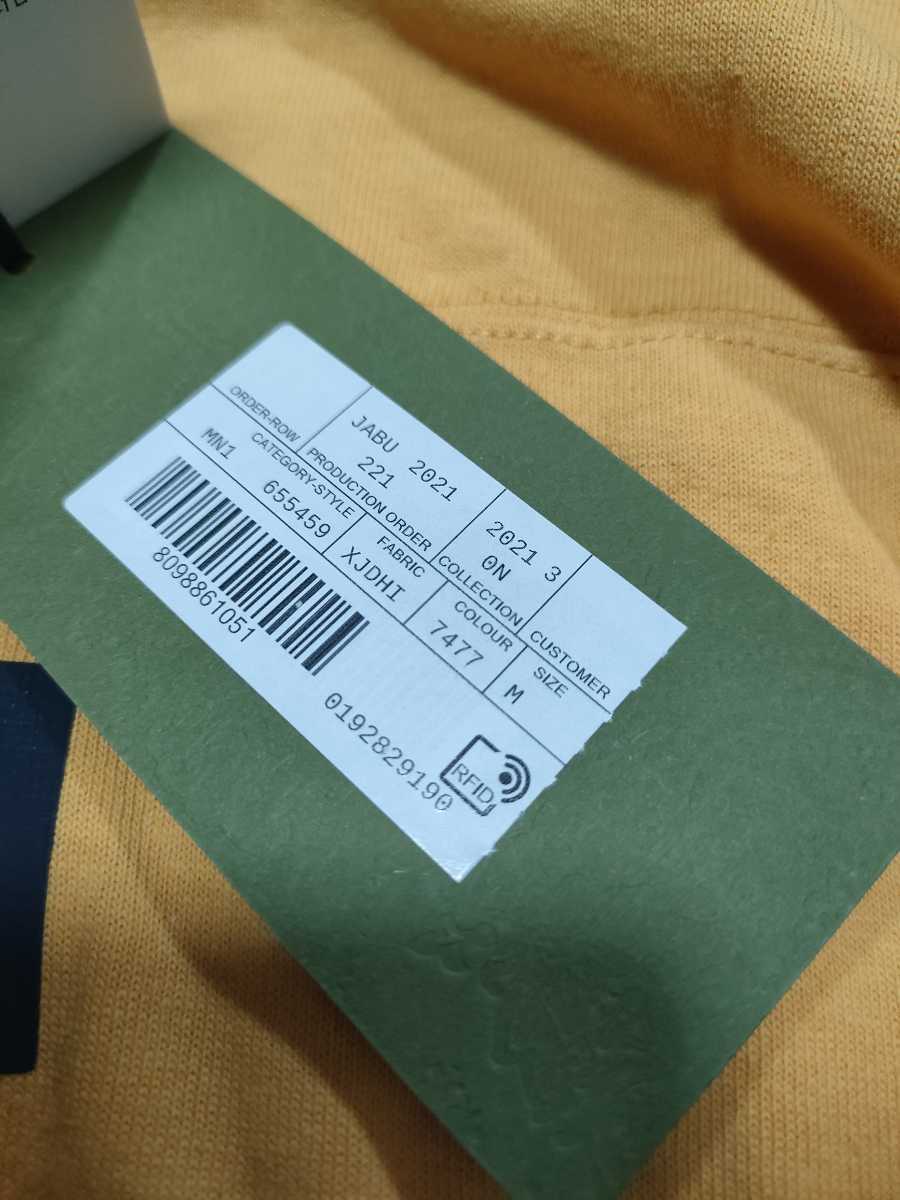 JABU 2021
2021 3
221
0N
ORDER-ROW
PRODUCTION ORDER
COLLECTION
CUSTOMER
CATEGORY-STYLE
FABRIC
COLOUR
SIZE
MN1
655459
XJDHI
7477
M
8098861051
0192829190
RFID